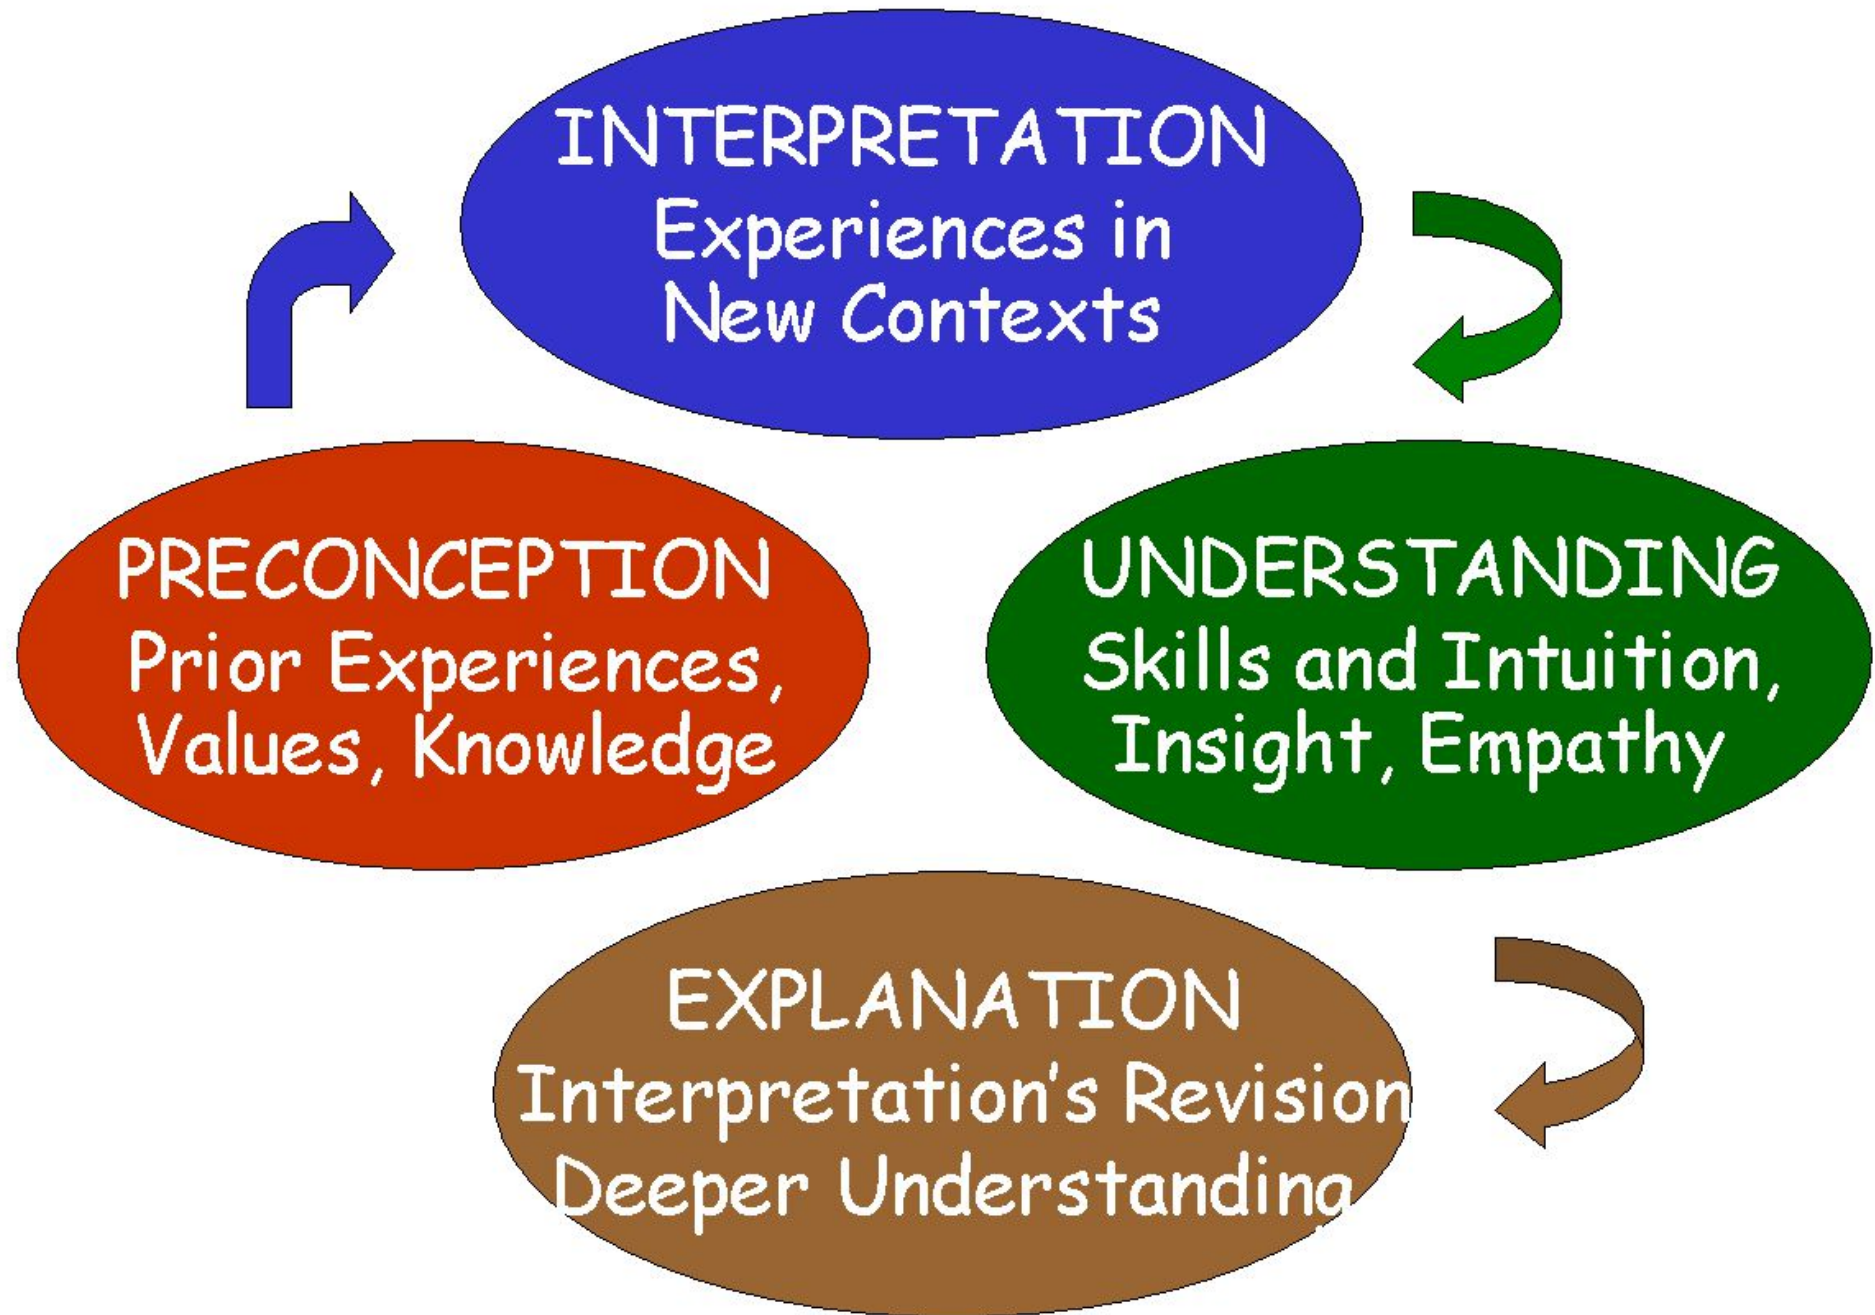 INTERPRETATION
Experiences in
New Contexts
PRECONCEPTION
Prior Experiences,
Values, Knowledge
UNDERSTANDING
Skills and Intuition,
Insight, Empathy
EXPLANATION
Interpretation's Revision
Deeper Understanding